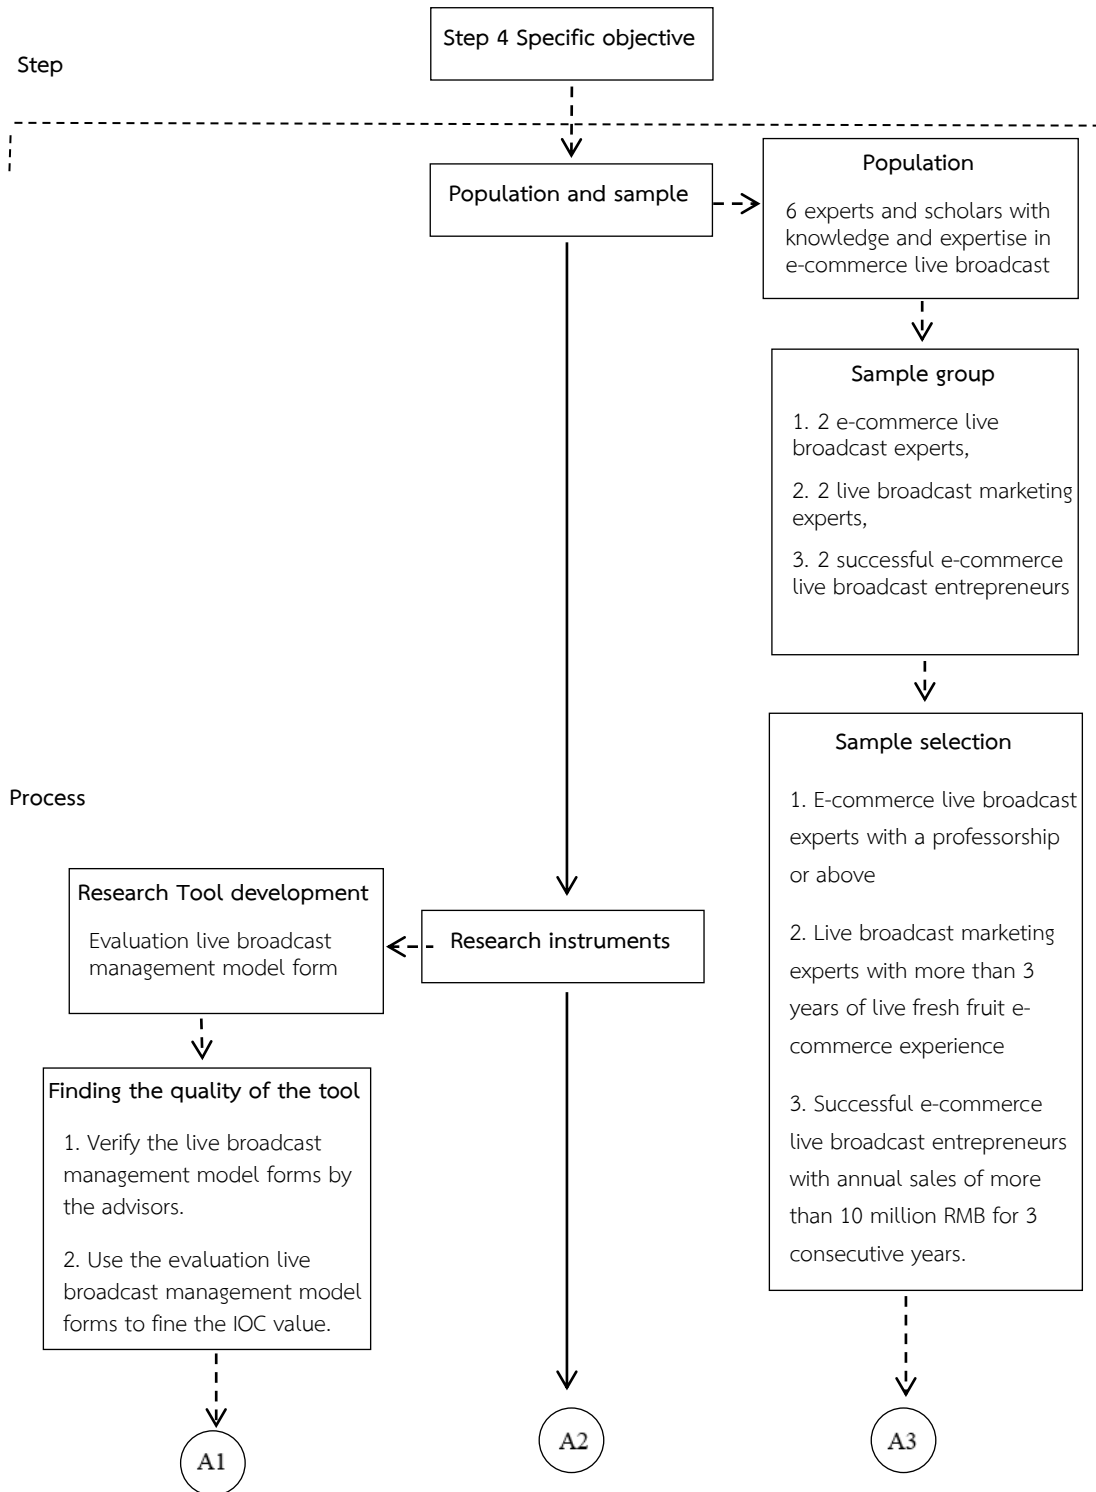 Step 4 Specific objective
Step
Population and sample
Population
6 experts and scholars with
knowledge and expertise in
e-commerce live broadcast
Sample group
1. 2 e-commerce live
broadcast experts,
2. 2 live broadcast marketing
experts,
3. 2 successful e-commerce
live broadcast entrepreneurs
Sample selection
1. E-commerce live broadcast
experts with a professorship
or above
2. Live broadcast marketing
experts with more than 3
years of live fresh fruit e-
commerce experience
3. Successful e-commerce
live broadcast entrepreneurs
with annual sales of more
than 10 million RMB for 3
consecutive years.
Process
Research Tool development
Evaluation live broadcast
management model form
Research instruments
Finding the quality of the tool
1. Verify the live broadcast
management model forms by
the advisors.
2. Use the evaluation live
broadcast management model
forms to fine the IOC value.
A1
A2
A3